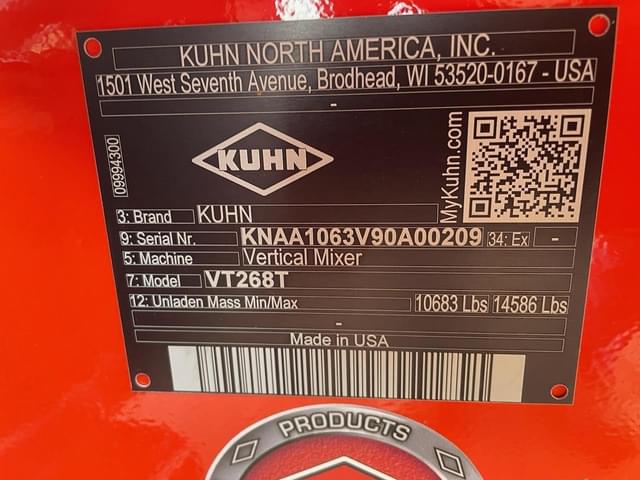 KUHN NORTH AMERICA, INC.
1501 West Seventh Avenue, Brodhead, WI 53520-0167 - USA
-
09994300
KUHN
MyKuhn.com
3: Brand KUHN
9: Serial Nr. KNAA1063V90A00209 34: Ex -
5: Machine Vertical Mixer
7: Model VT268T
12: Unladen Mass Min/Max 10683 Lbs 14586 Lbs
-
Made in USA
PRODUCTS